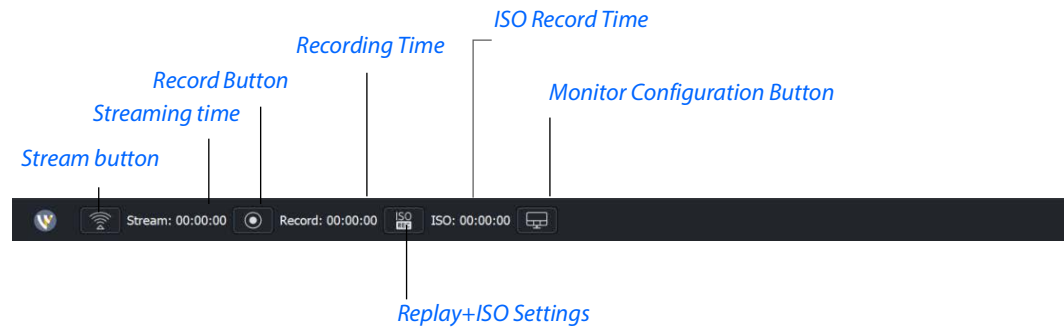 ISO Record Time
Recording Time
Record Button
Monitor Configuration Button
Streaming time
Stream button
Stream: 00:00:00
Record: 00:00:00
ISO
REC
ISO: 00:00:00
Replay+ISO Settings